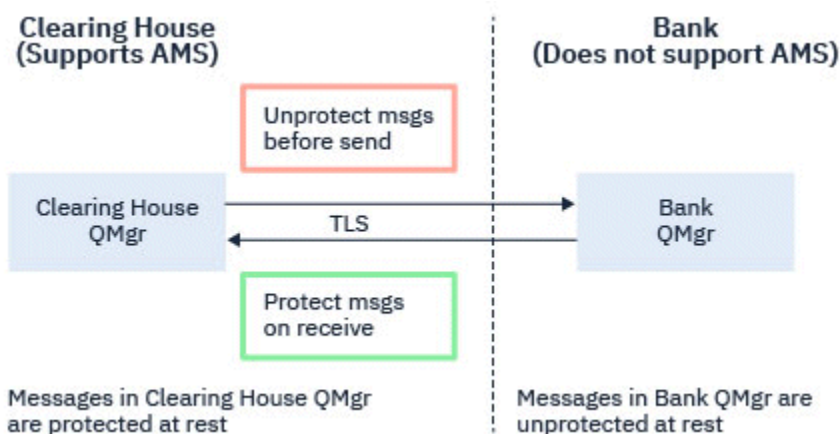 Clearing House
(Supports AMS)
Bank
(Does not support AMS)
Unprotect msgs
before send
Clearing House
QMgr
TLS
Bank
QMgr
Protect msgs
on receive
Messages in Clearing House QMgr
are protected at rest
Messages in Bank QMgr are
unprotected at rest